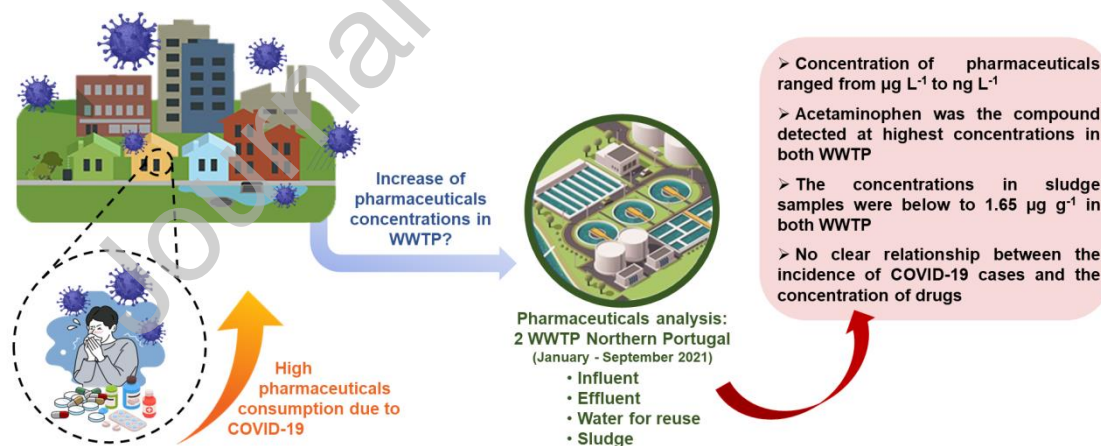 Journal
Increase of
pharmaceuticals
concentrations in
WWTP?
High
pharmaceuticals
consumption due to
COVID-19
Pharmaceuticals analysis:
2 WWTP Northern Portugal
(January - September 2021)
• Influent
• Effluent
• Water for reuse
• Sludge
➢ Concentration of pharmaceuticals
ranged from µg L⁻¹ to ng L⁻¹
➢ Acetaminophen was the compound
detected at highest concentrations in
both WWTP
➢ The concentrations in sludge
samples were below to 1.65 µg g⁻¹ in
both WWTP
➢ No clear relationship between the
incidence of COVID-19 cases and the
concentration of drugs